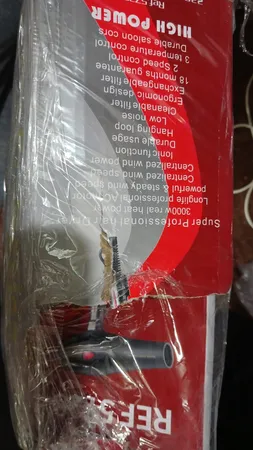 REF5
Super Professional Hair Dryer
3000w real heat power
Longlife professional AC Motor
powerful & steady wind speed
Centralized wind speed
Centralized wind power
Ionic function
Durable usage
Hanging loop
Low noise
Cleanable filter
Ergonomic design
Exchangeable filter
18 months guarantee
2 Speed control
3 temperature control
Durable saloon cord
HIGH POWER